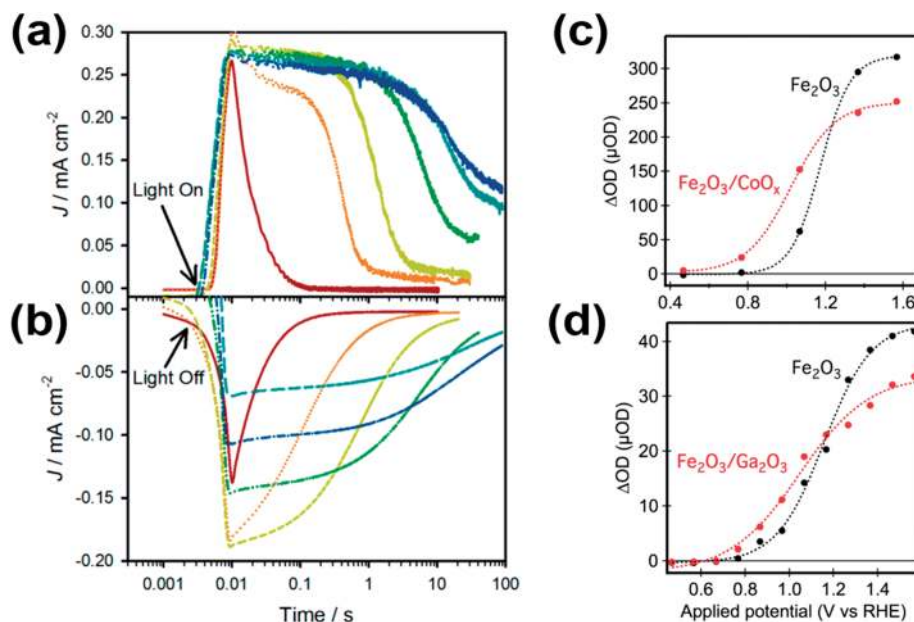 (a)
0.30
0.25
0.20
0.15
0.10
0.05
0.00
J / mA cm-2
Light On
(b)
0.00
-0.05
-0.10
-0.15
-0.20
J / mA cm-2
Light Off
0.001
0.01
0.1
1
10
100
Time / s
(c)
300
250
200
150
100
50
0
ΔOD (μOD)
Fe2O3
Fe2O3/CoOx
0.4
0.8
1.2
1.6
(d)
40
30
20
10
0
ΔOD (μOD)
Fe2O3
Fe2O3/Ga2O3
0.6
0.8
1.0
1.2
1.4
Applied potential (V vs RHE)